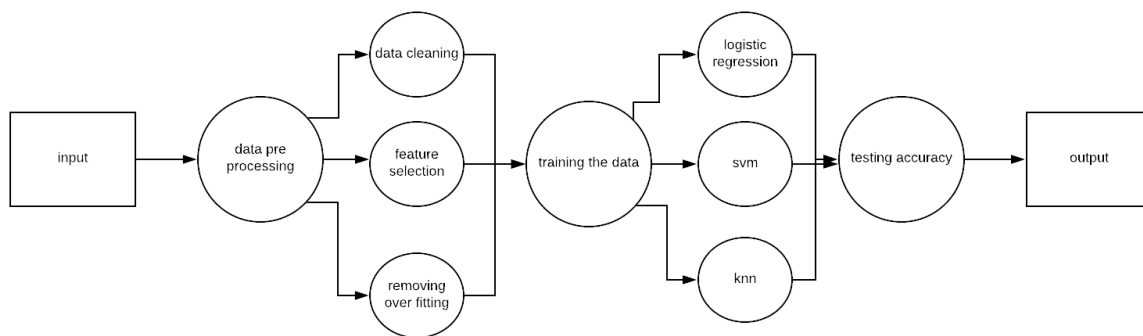 input
data pre
processing
data cleaning
feature
selection
removing
over fitting
training the data
logistic
regression
svm
knn
testing accuracy
output